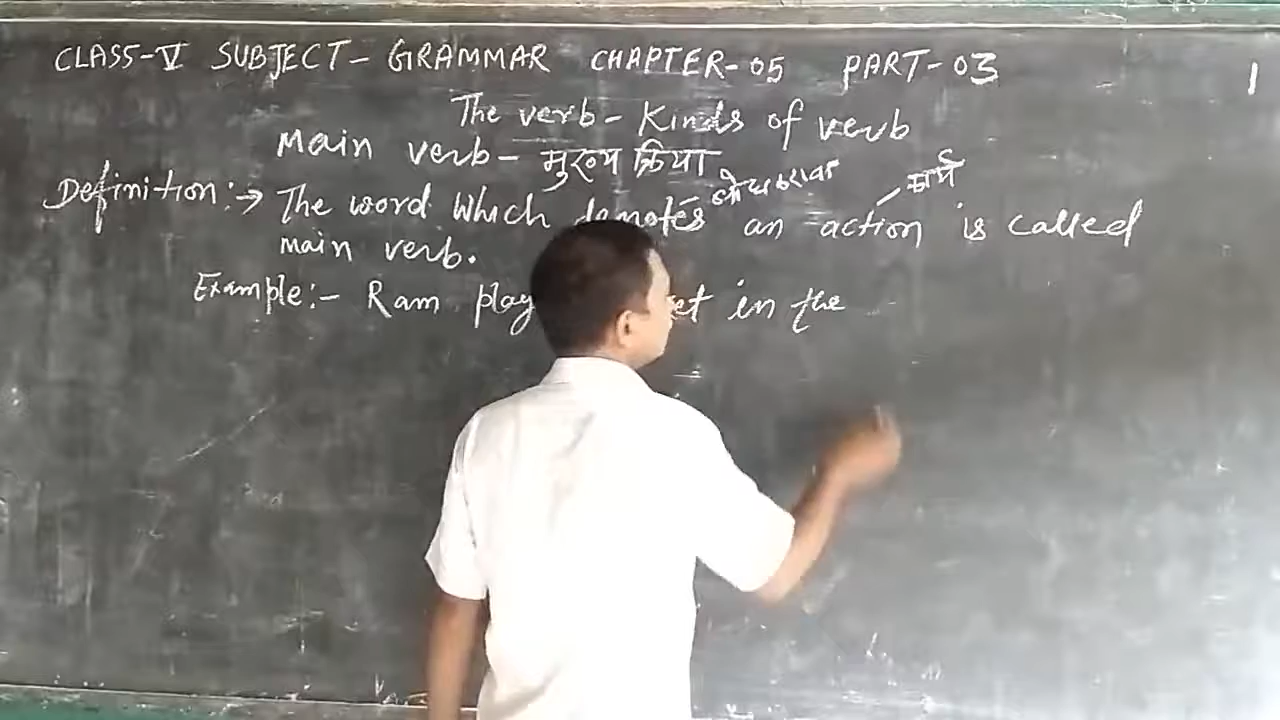 CLASS-V SUBJECT- GRAMMAR CHAPTER-05 PART-03 1
The verb- Kinds of verb
Main verb- मुख्य क्रिया
Definition:→ The word which denotes an action is called
कार्य
main verb.
Example:- Ram in the